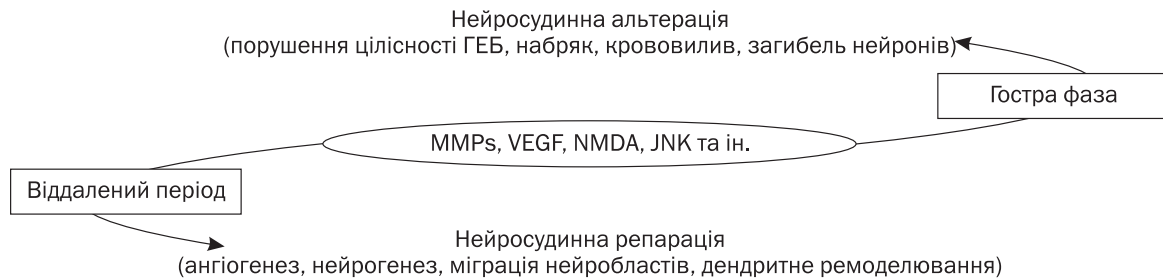 Нейросудинна альтерація
(порушення цілісності ГЕБ, набряк, крововилив, загибель нейронів)
Гостра фаза
MMPs, VEGF, NMDA, JNK та ін.
Віддалений період
Нейросудинна репарація
(ангіогенез, нейрогенез, міграція нейробластів, дендритне ремоделювання)